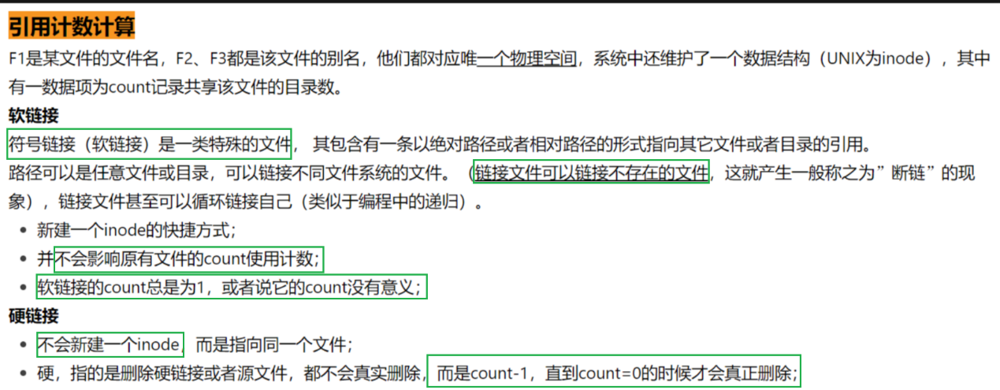 引用计数计算
F1是某文件的文件名，F2、F3都是该文件的别名，他们都对应唯一个物理空间，系统中还维护了一个数据结构（UNIX为inode），其中
有一数据项为count记录共享该文件的目录数。
软链接
符号链接（软链接）是一类特殊的文件， 其包含有一条以绝对路径或者相对路径的形式指向其它文件或者目录的引用。
路径可以是任意文件或目录，可以链接不同文件系统的文件。（链接文件可以链接不存在的文件，这就产生一般称之为”断链”的现
象），链接文件甚至可以循环链接自己（类似于编程中的递归）。
• 新建一个inode的快捷方式；
• 并不会影响原有文件的count使用计数；
• 软链接的count总是为1，或者说它的count没有意义；
硬链接
• 不会新建一个inode，而是指向同一个文件；
• 硬，指的是删除硬链接或者源文件，都不会真实删除，而是count-1，直到count=0的时候才会真正删除；